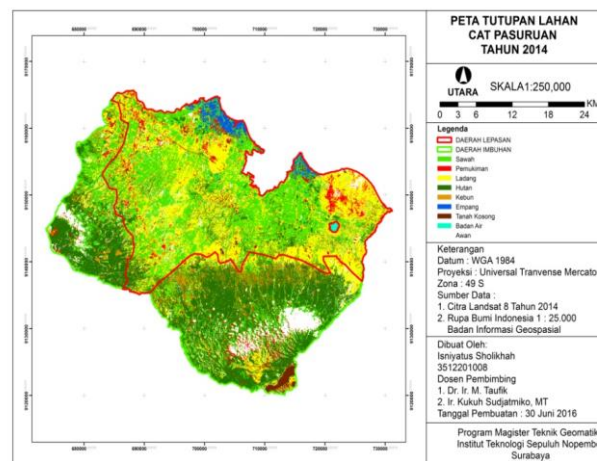 PETA TUTUPAN LAHAN
CAT PASURUAN
TAHUN 2014
UTARA
SKALA1:250,000
KM
0 3 6 12 18 24
Legenda
DAERAH LEPASAN
DAERAH IMBUHAN
Sawah
Pemukiman
Ladang
Hutan
Kebun
Empang
Tanah Kosong
Badan Air
Awan
Keterangan
Datum : WGA 1984
Proyeksi : Universal Tranvense Mercato
Zona : 49 S
Sumber Data :
1. Citra Landsat 8 Tahun 2014
2. Rupa Bumi Indonesia 1 : 25.000
Badan Informasi Geospasial
Dibuat Oleh:
Isniyatus Sholikhah
3512201008
Dosen Pembimbing
1. Dr. Ir. M. Taufik
2. Ir. Kukuh Sudjatmiko, MT
Tanggal Pembuatan : 30 Juni 2016
Program Magister Teknik Geomatik
Institut Teknologi Sepuluh Nopemb
Surabaya